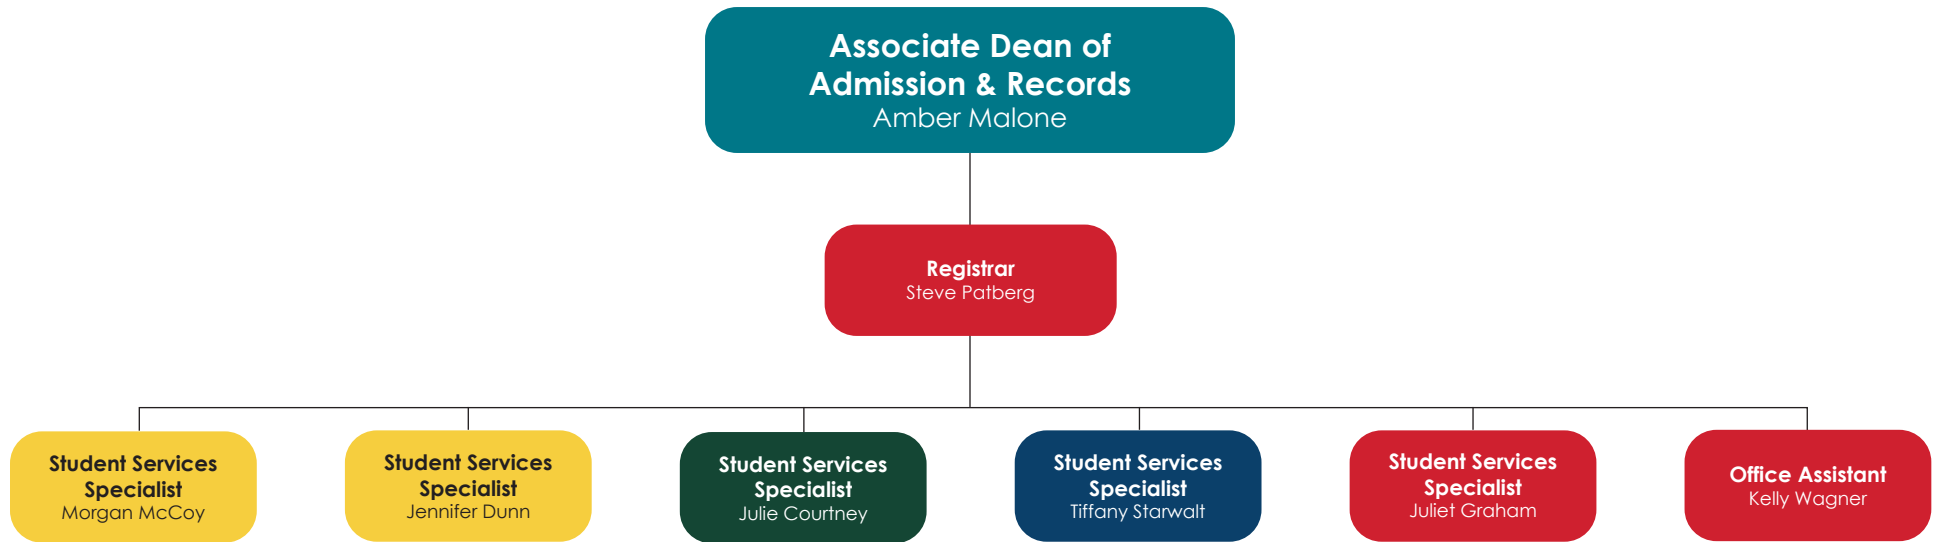 Associate Dean of
Admission & Records
Amber Malone
Registrar
Steve Patberg
Student Services
Specialist
Morgan McCoy
Student Services
Specialist
Jennifer Dunn
Student Services
Specialist
Julie Courtney
Student Services
Specialist
Tiffany Starwalt
Student Services
Specialist
Juliet Graham
Office Assistant
Kelly Wagner